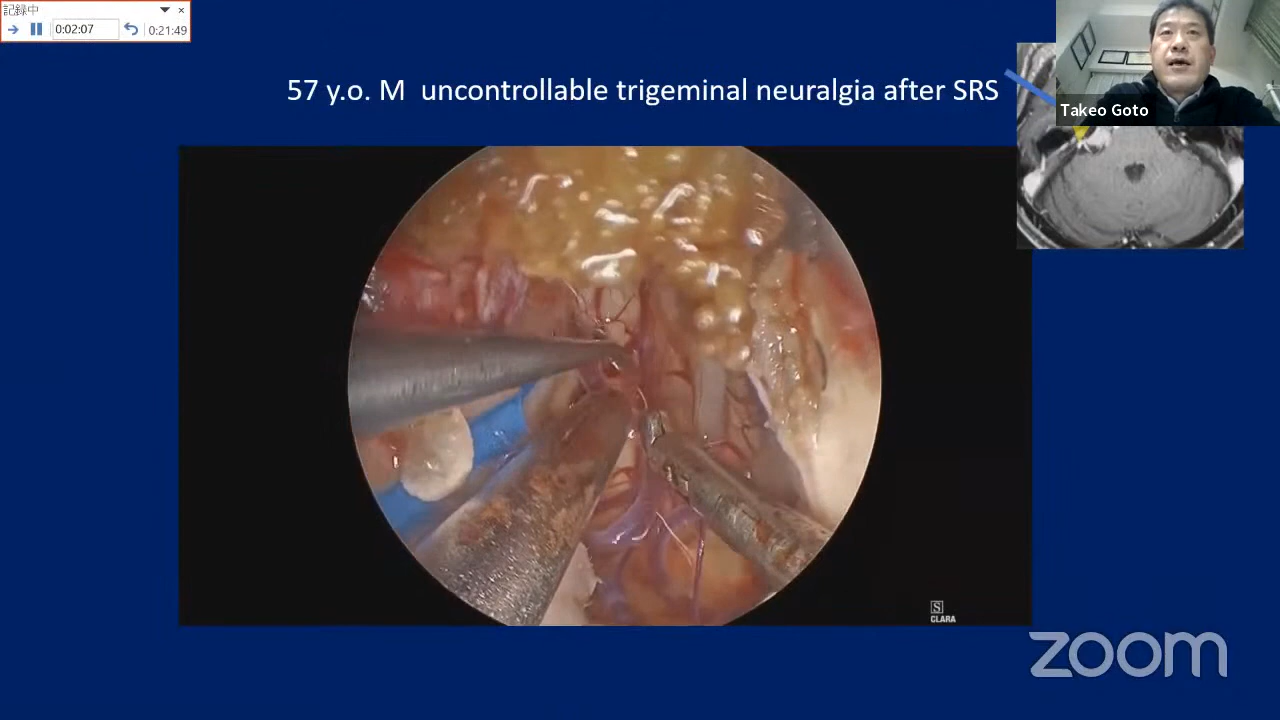 記録中
0:02:07
0:21:49
57 y.o. M uncontrollable trigeminal neuralgia after SRS
Takeo Goto
S
CLARA
zoom